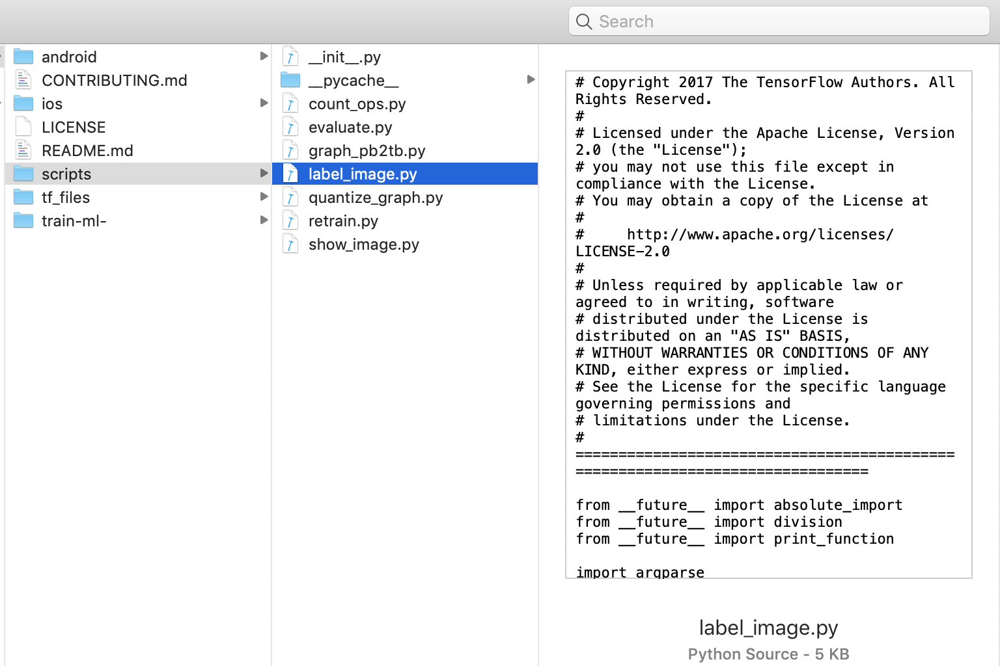 Search
android
CONTRIBUTING.md
ios
LICENSE
README.md
scripts
tf_files
train-ml-
__init__.py
__pycache__
count_ops.py
evaluate.py
graph_pb2tb.py
label_image.py
quantize_graph.py
retrain.py
show_image.py
# Copyright 2017 The TensorFlow Authors. All
Rights Reserved.
#
# Licensed under the Apache License, Version
2.0 (the "License");
# you may not use this file except in
compliance with the License.
# You may obtain a copy of the License at
#
#     http://www.apache.org/licenses/
LICENSE-2.0
#
# Unless required by applicable law or
agreed to in writing, software
# distributed under the License is
distributed on an "AS IS" BASIS,
# WITHOUT WARRANTIES OR CONDITIONS OF ANY
KIND, either express or implied.
# See the License for the specific language
governing permissions and
# limitations under the License.
#
============================================
==================================
from __future__ import absolute_import
from __future__ import division
from __future__ import print_function
import argparse
label_image.py
Python Source - 5 KB